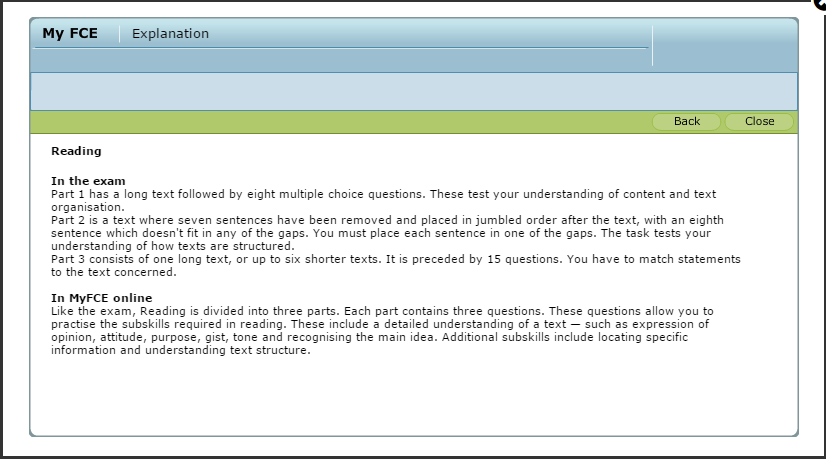 My FCE Explanation
Back Close
Reading
In the exam
Part 1 has a long text followed by eight multiple choice questions. These test your understanding of content and text
organisation.
Part 2 is a text where seven sentences have been removed and placed in jumbled order after the text, with an eighth
sentence which doesn't fit in any of the gaps. You must place each sentence in one of the gaps. The task tests your
understanding of how texts are structured.
Part 3 consists of one long text, or up to six shorter texts. It is preceded by 15 questions. You have to match statements
to the text concerned.
In MyFCE online
Like the exam, Reading is divided into three parts. Each part contains three questions. These questions allow you to
practise the subskills required in reading. These include a detailed understanding of a text — such as expression of
opinion, attitude, purpose, gist, tone and recognising the main idea. Additional subskills include locating specific
information and understanding text structure.